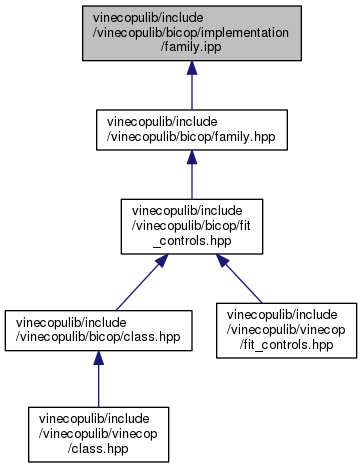 vinecopulib/include
/vinecopulib/bicop/implementation
/family.ipp
vinecopulib/include
/vinecopulib/bicop/family.hpp
vinecopulib/include
/vinecopulib/bicop/fit
_controls.hpp
vinecopulib/include
/vinecopulib/bicop/class.hpp
vinecopulib/include
/vinecopulib/vinecop
/fit_controls.hpp
vinecopulib/include
/vinecopulib/vinecop
/class.hpp